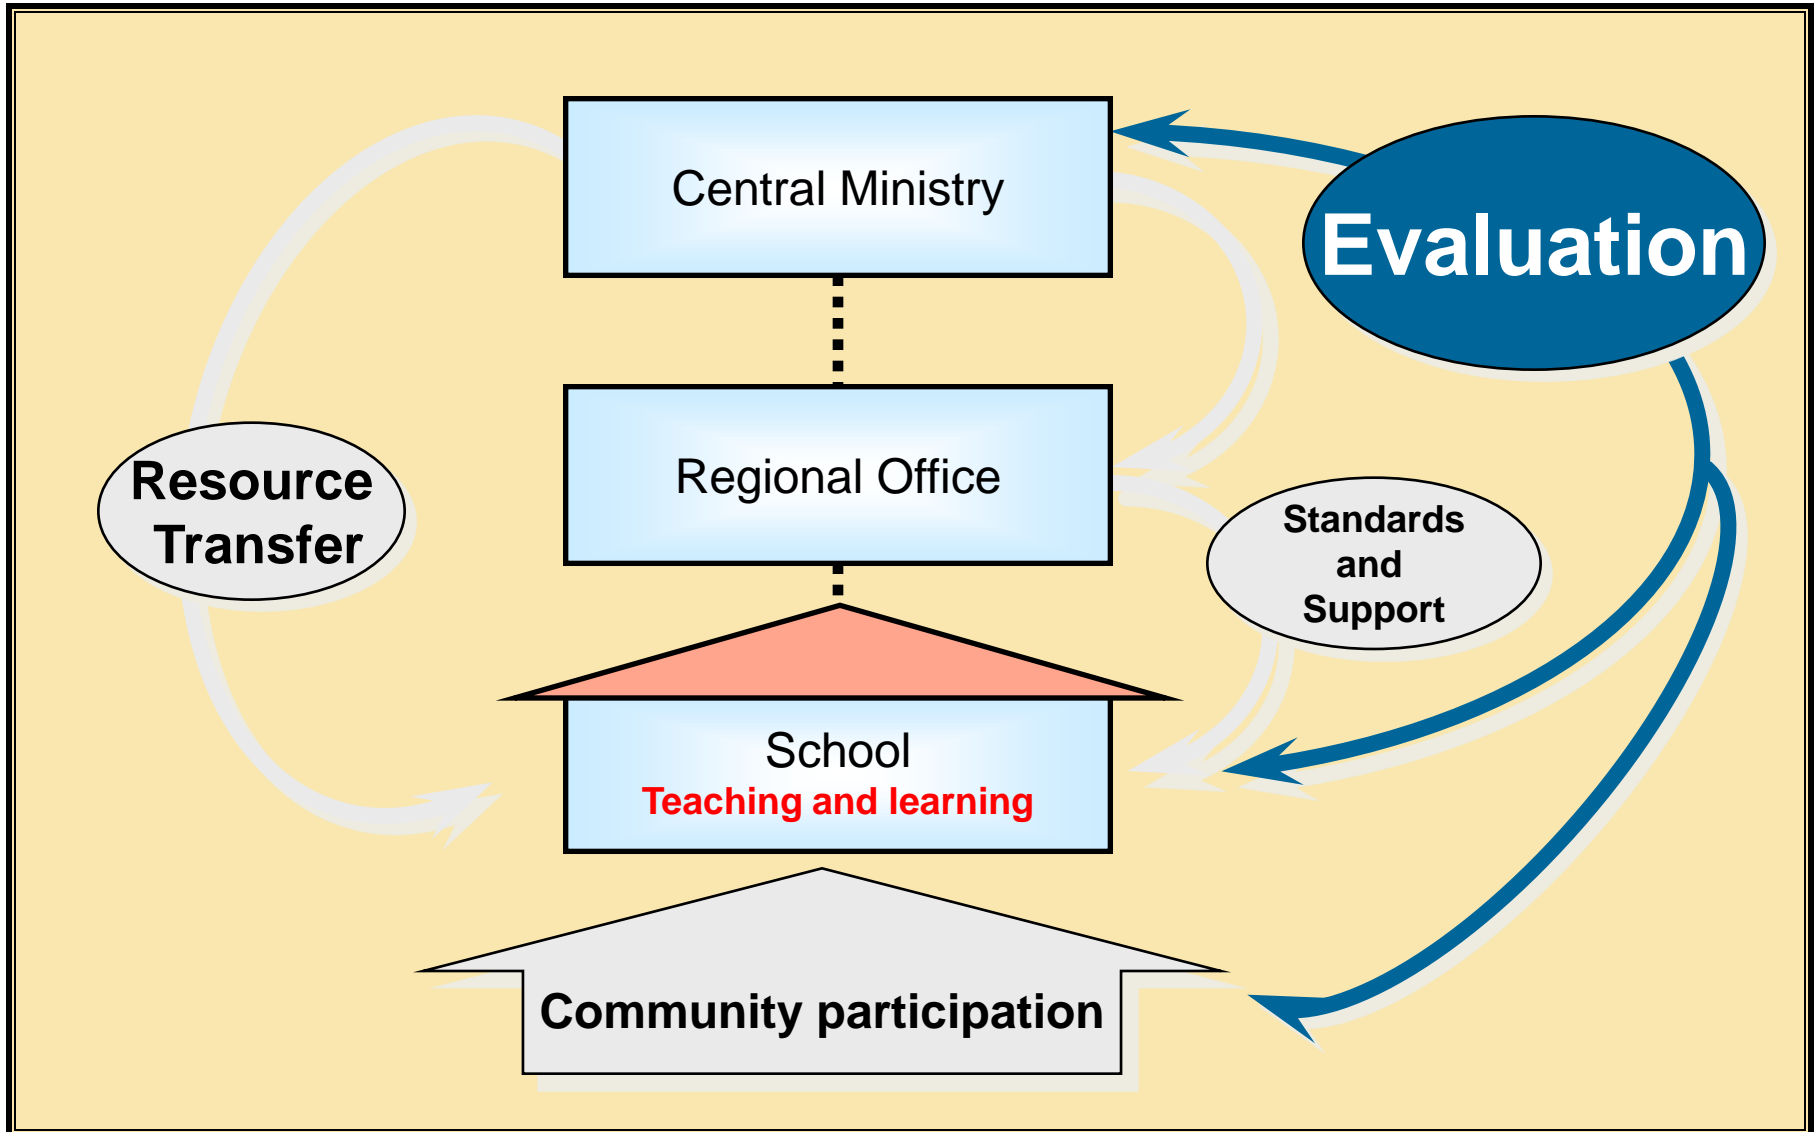 Central Ministry
Evaluation
Regional Office
Resource
Transfer
Standards
and
Support
School
Teaching and learning
Community participation